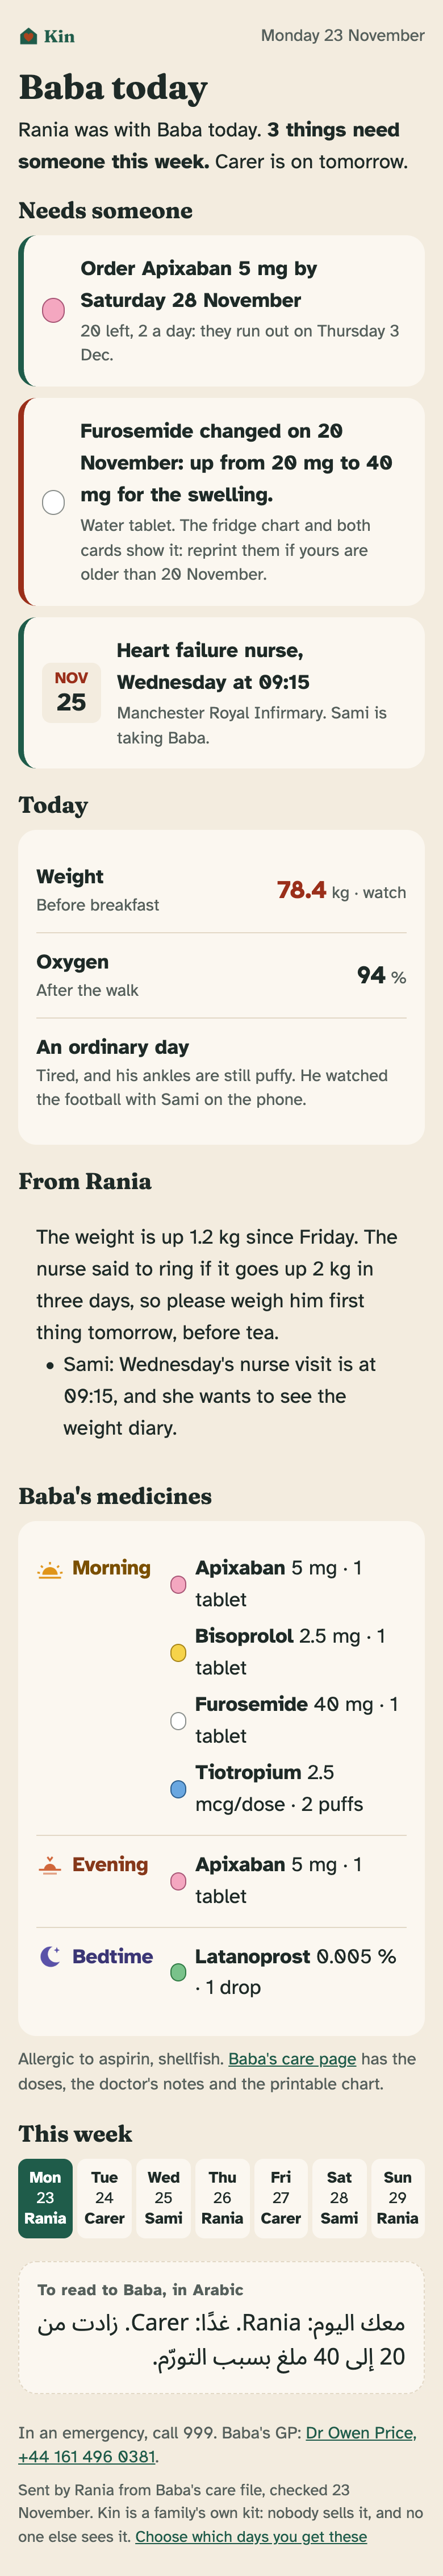 Kin
Monday 23 November
Baba today
Rania was with Baba today. 3 things need
someone this week. Carer is on tomorrow.
Needs someone
Order Apixaban 5 mg by
Saturday 28 November
20 left, 2 a day: they run out on Thursday 3
Dec.
Furosemide changed on 20
November: up from 20 mg to 40
mg for the swelling.
Water tablet. The fridge chart and both
cards show it: reprint them if yours are
older than 20 November.
NOV
25
Heart failure nurse,
Wednesday at 09:15
Manchester Royal Infirmary. Sami is
taking Baba.
Today
Weight
Before breakfast
78.4 kg · watch
Oxygen
After the walk
94 %
An ordinary day
Tired, and his ankles are still puffy. He watched
the football with Sami on the phone.
From Rania
The weight is up 1.2 kg since Friday. The
nurse said to ring if it goes up 2 kg in
three days, so please weigh him first
thing tomorrow, before tea.
• Sami: Wednesday's nurse visit is at
09:15, and she wants to see the
weight diary.
Baba's medicines
Morning
Apixaban 5 mg · 1
tablet
Bisoprolol 2.5 mg · 1
tablet
Furosemide 40 mg · 1
tablet
Tiotropium 2.5
mcg/dose · 2 puffs
Evening
Apixaban 5 mg · 1
tablet
Bedtime
Latanoprost 0.005 %
· 1 drop
Allergic to aspirin, shellfish. Baba's care page has the
doses, the doctor's notes and the printable chart.
This week
Mon 23 Rania
Tue 24 Carer
Wed 25 Sami
Thu 26 Rania
Fri 27 Carer
Sat 28 Sami
Sun 29 Rania
To read to Baba, in Arabic
معك اليوم: Rania. غدًا: Carer. زادت من
20 إلى 40 ملغ بسبب التورّم.
In an emergency, call 999. Baba's GP: Dr Owen Price,
+44 161 496 0381.
Sent by Rania from Baba's care file, checked 23
November. Kin is a family's own kit: nobody sells it, and no
one else sees it. Choose which days you get these